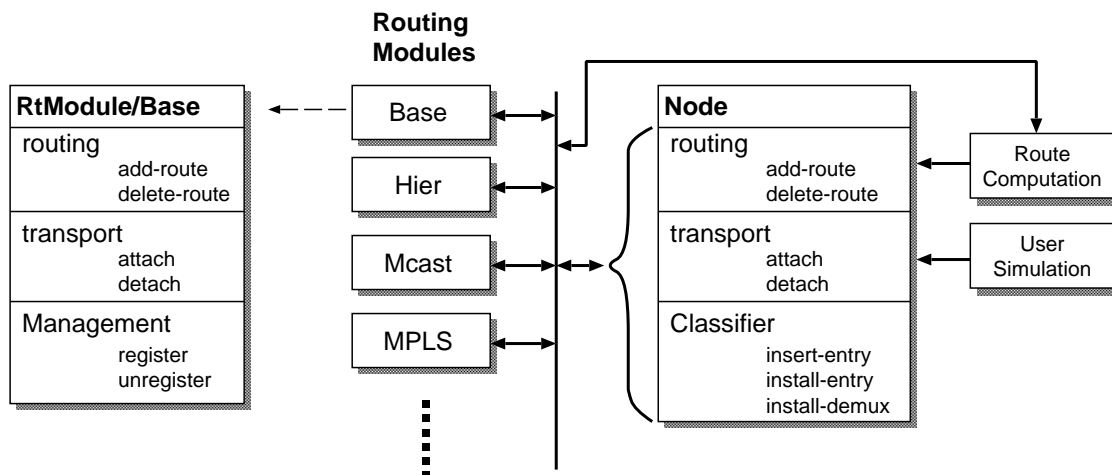 Routing
Modules
RtModule/Base
routing
add-route
delete-route
transport
attach
detach
Management
register
unregister
Base
Hier
Mcast
MPLS
Node
routing
add-route
delete-route
transport
attach
detach
Classifier
insert-entry
install-entry
install-demux
Route
Computation
User
Simulation